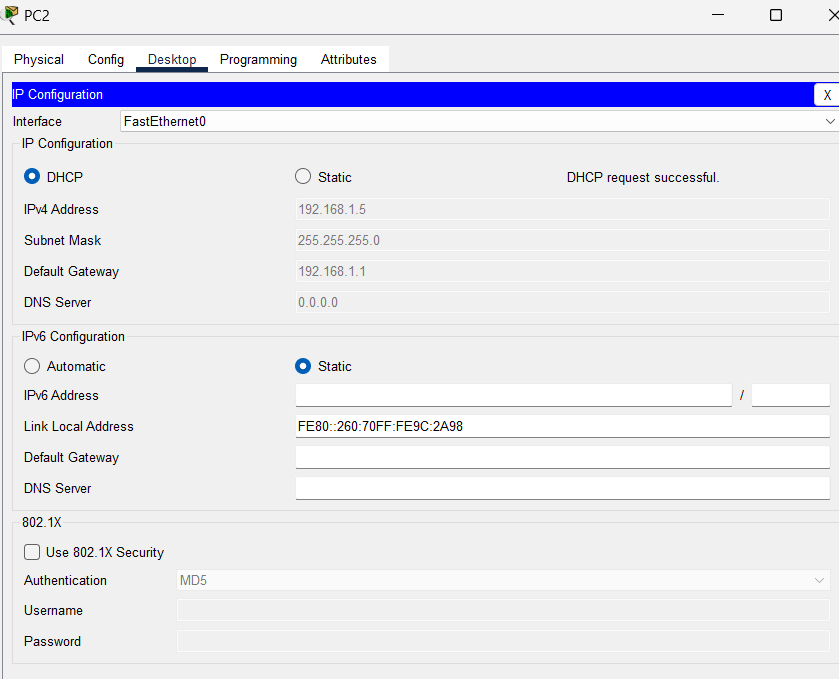 PC2
Physical Config Desktop Programming Attributes
IP Configuration X
Interface FastEthernet0
IP Configuration
DHCP Static DHCP request successful.
IPv4 Address 192.168.1.5
Subnet Mask 255.255.255.0
Default Gateway 192.168.1.1
DNS Server 0.0.0.0
IPv6 Configuration
Automatic Static
IPv6 Address /
Link Local Address FE80::260:70FF:FE9C:2A98
Default Gateway
DNS Server
802.1X
Use 802.1X Security
Authentication MD5
Username
Password